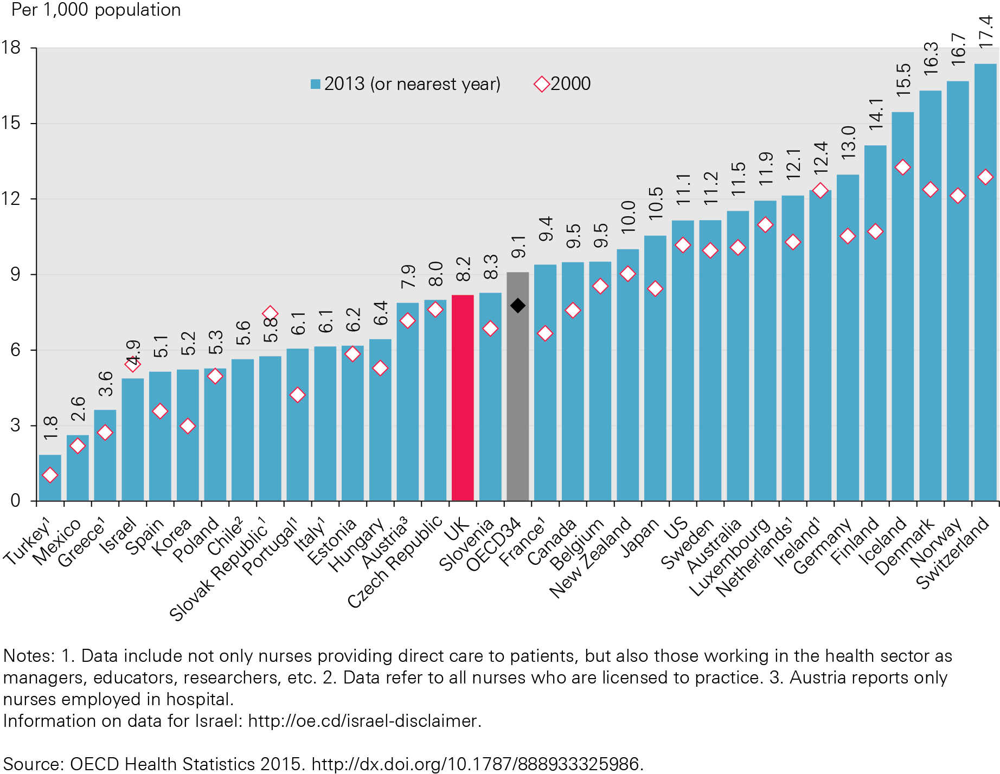 Per 1,000 population
18
15
12
9
6
3
0
2013 (or nearest year)
2000
1.8
2.6
3.6
4.9
5.1
5.2
5.3
5.6
5.8
6.1
6.1
6.2
6.4
7.9
8.0
8.2
8.3
9.1
9.4
9.5
9.5
10.0
10.5
11.1
11.2
11.5
11.9
12.1
12.4
13.0
14.1
15.5
16.3
16.7
17.4
Turkey¹
Mexico
Greece¹
Israel
Spain
Korea
Poland
Chile²
Slovak Republic¹
Portugal¹
Italy¹
Estonia
Hungary
Austria³
Czech Republic
UK
Slovenia
OECD34
France¹
Canada
Belgium
New Zealand
Japan
US
Sweden
Australia
Luxembourg
Netherlands¹
Ireland¹
Germany
Finland
Iceland
Denmark
Norway
Switzerland
Notes: 1. Data include not only nurses providing direct care to patients, but also those working in the health sector as
managers, educators, researchers, etc. 2. Data refer to all nurses who are licensed to practice. 3. Austria reports only
nurses employed in hospital.
Information on data for Israel: http://oe.cd/israel-disclaimer.
Source: OECD Health Statistics 2015. http://dx.doi.org/10.1787/888933325986.